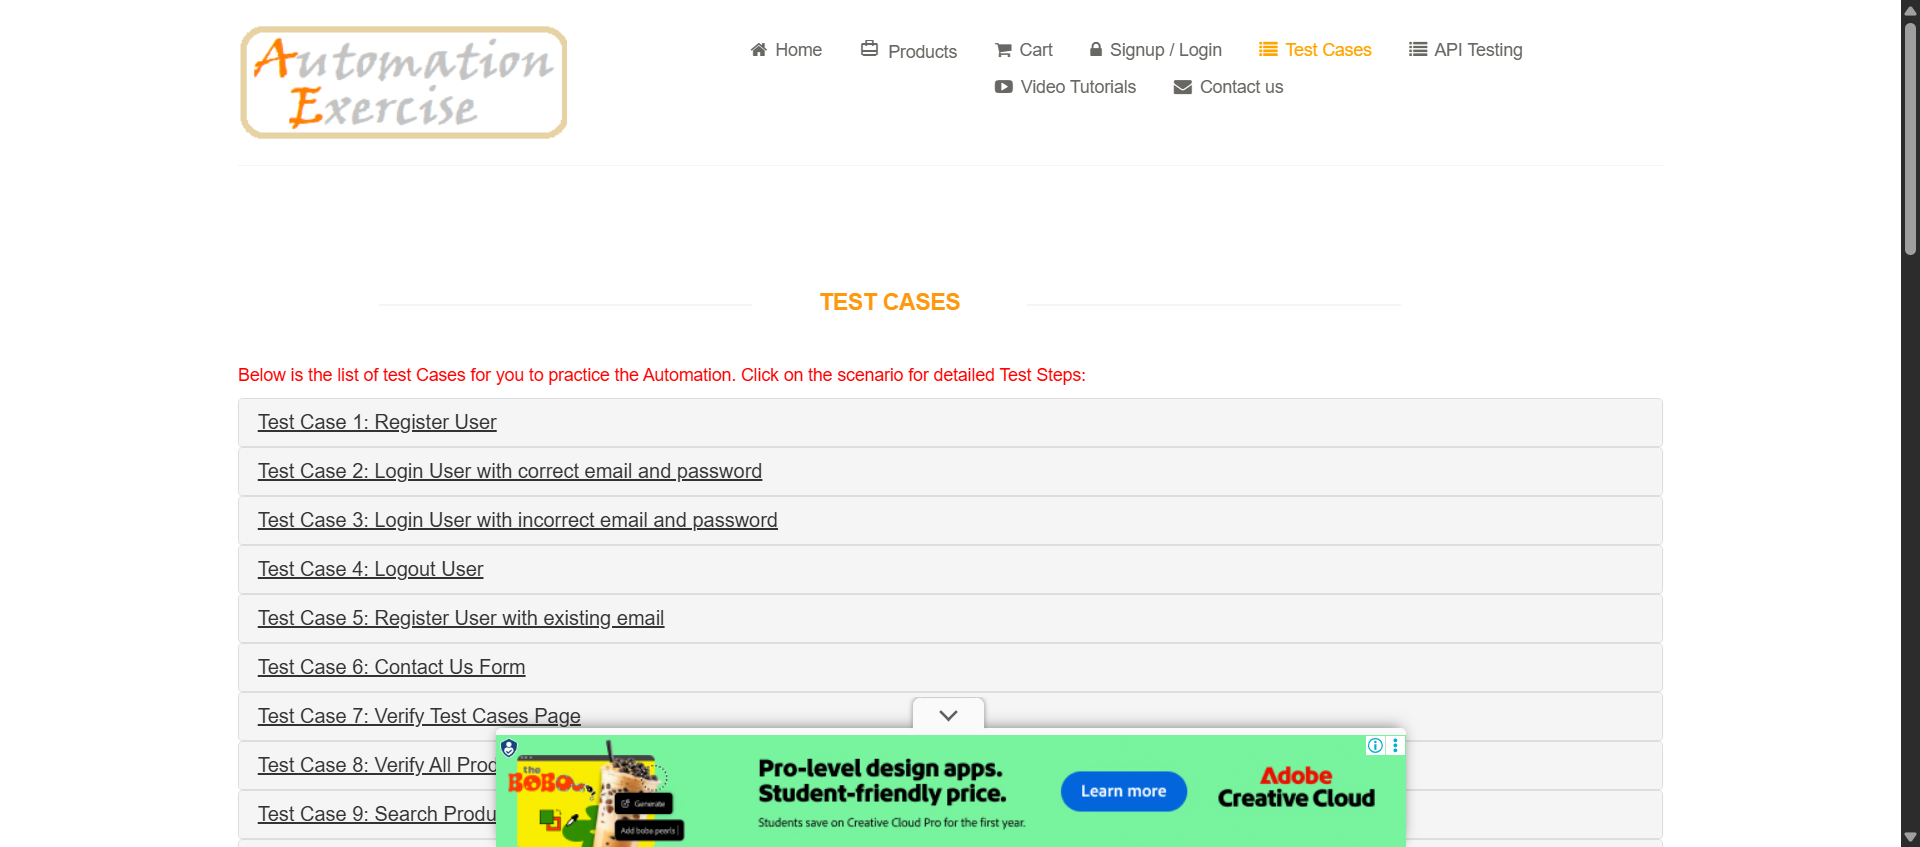 Automation
Exercise
Home
Products
Cart
Signup / Login
Test Cases
API Testing
Video Tutorials
Contact us
TEST CASES
Below is the list of test Cases for you to practice the Automation. Click on the scenario for detailed Test Steps:
Test Case 1: Register User
Test Case 2: Login User with correct email and password
Test Case 3: Login User with incorrect email and password
Test Case 4: Logout User
Test Case 5: Register User with existing email
Test Case 6: Contact Us Form
Test Case 7: Verify Test Cases Page
Test Case 8: Verify All Prod
Test Case 9: Search Produ
the
BOBO
Generate
Add boba pearls
Pro-level design apps.
Student-friendly price.
Students save on Creative Cloud Pro for the first year.
Learn more
Adobe
Creative Cloud